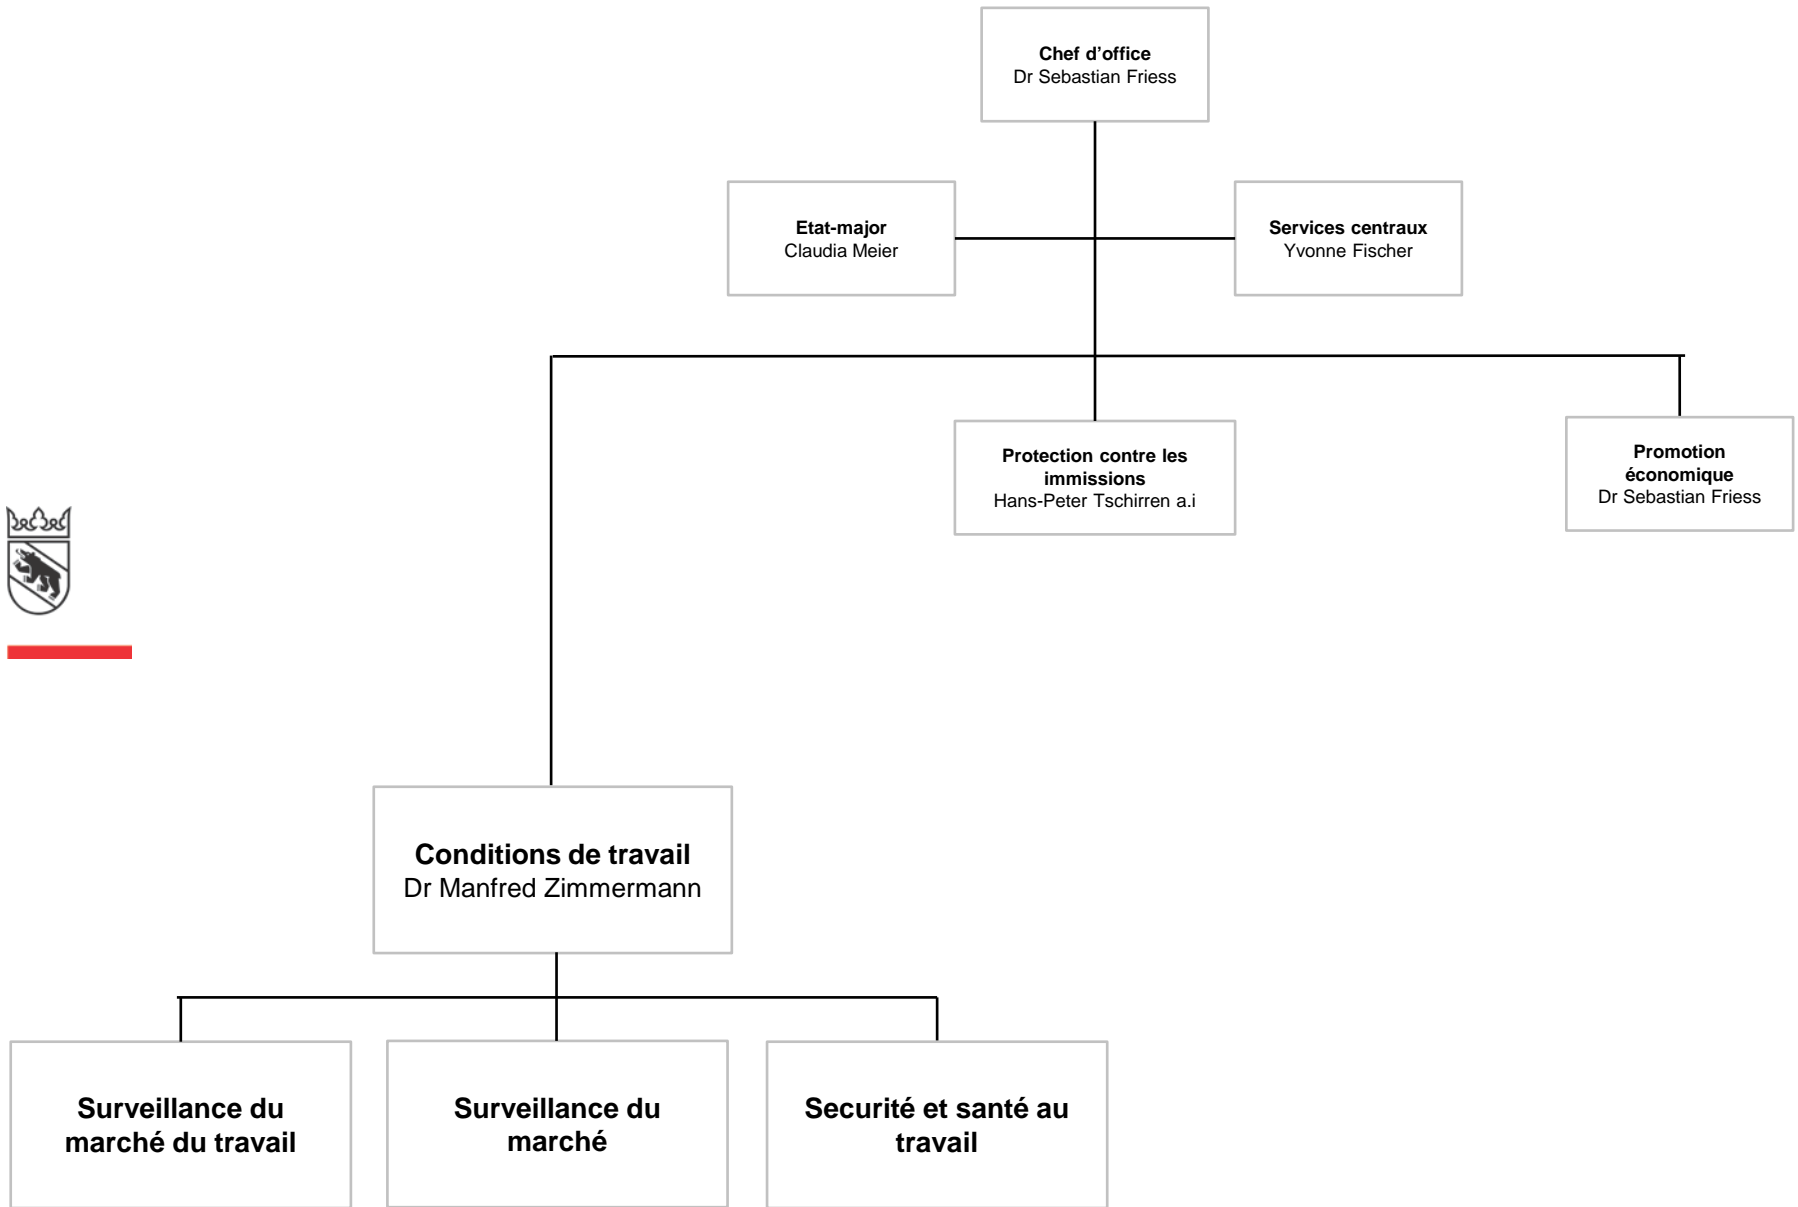 Chef d’office
Dr Sebastian Friess
Etat-major
Claudia Meier
Services centraux
Yvonne Fischer
Protection contre les
immissions
Hans-Peter Tschirren a.i
Promotion
économique
Dr Sebastian Friess
Conditions de travail
Dr Manfred Zimmermann
Surveillance du
marché du travail
Surveillance du
marché
Securité et santé au
travail